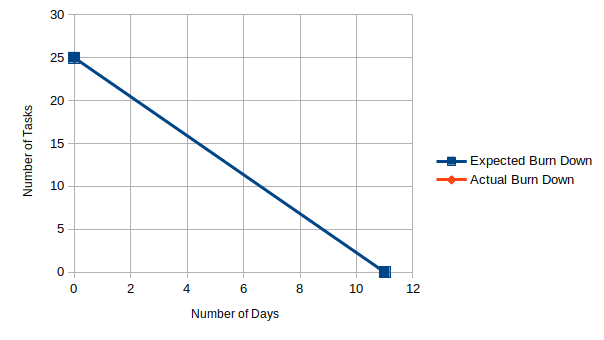 30
25
20
15
10
5
0
Number of Tasks
0 2 4 6 8 10 12
Number of Days
Expected Burn Down
Actual Burn Down